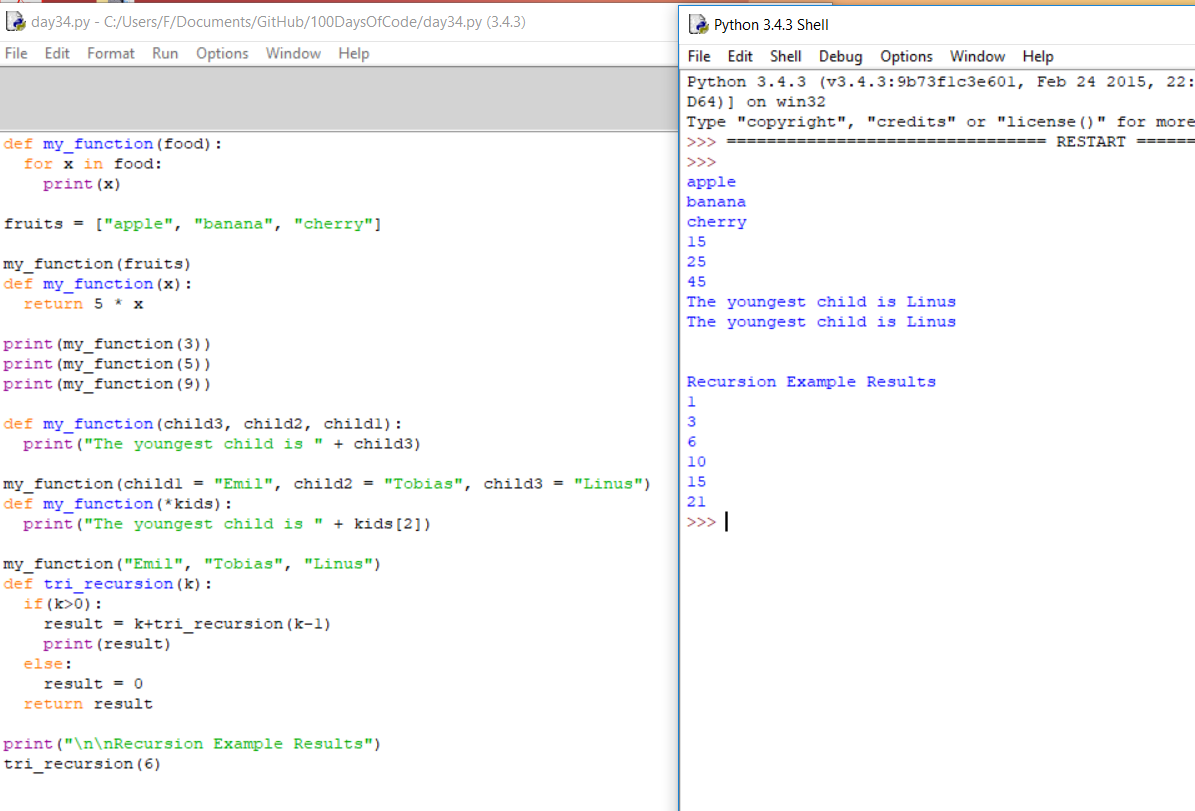 day34.py - C:/Users/F/Documents/GitHub/100DaysOfCode/day34.py (3.4.3)
File Edit Format Run Options Window Help
def my_function(food):
  for x in food:
    print(x)
fruits = ["apple", "banana", "cherry"]
my_function(fruits)
def my_function(x):
  return 5 * x
print(my_function(3))
print(my_function(5))
print(my_function(9))
def my_function(child3, child2, child1):
  print("The youngest child is " + child3)
my_function(child1 = "Emil", child2 = "Tobias", child3 = "Linus")
def my_function(*kids):
  print("The youngest child is " + kids[2])
my_function("Emil", "Tobias", "Linus")
def tri_recursion(k):
  if(k>0):
    result = k+tri_recursion(k-1)
    print(result)
  else:
    result = 0
  return result
print("\n\nRecursion Example Results")
tri_recursion(6)
Python 3.4.3 Shell
File Edit Shell Debug Options Window Help
Python 3.4.3 (v3.4.3:9b73f1c3e601, Feb 24 2015, 22:
D64)] on win32
Type "copyright", "credits" or "license()" for more
>>> ================================ RESTART ======
>>>
apple
banana
cherry
15
25
45
The youngest child is Linus
The youngest child is Linus
Recursion Example Results
1
3
6
10
15
21
>>>